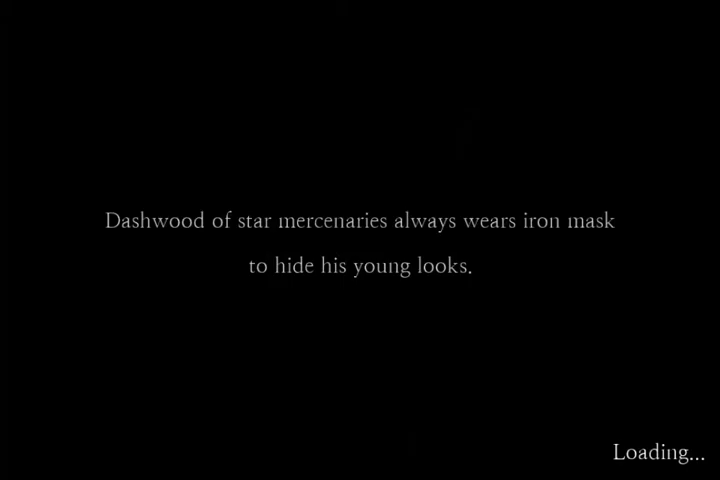 Dashwood of star mercenaries always wears iron mask
to hide his young looks.
Loading...